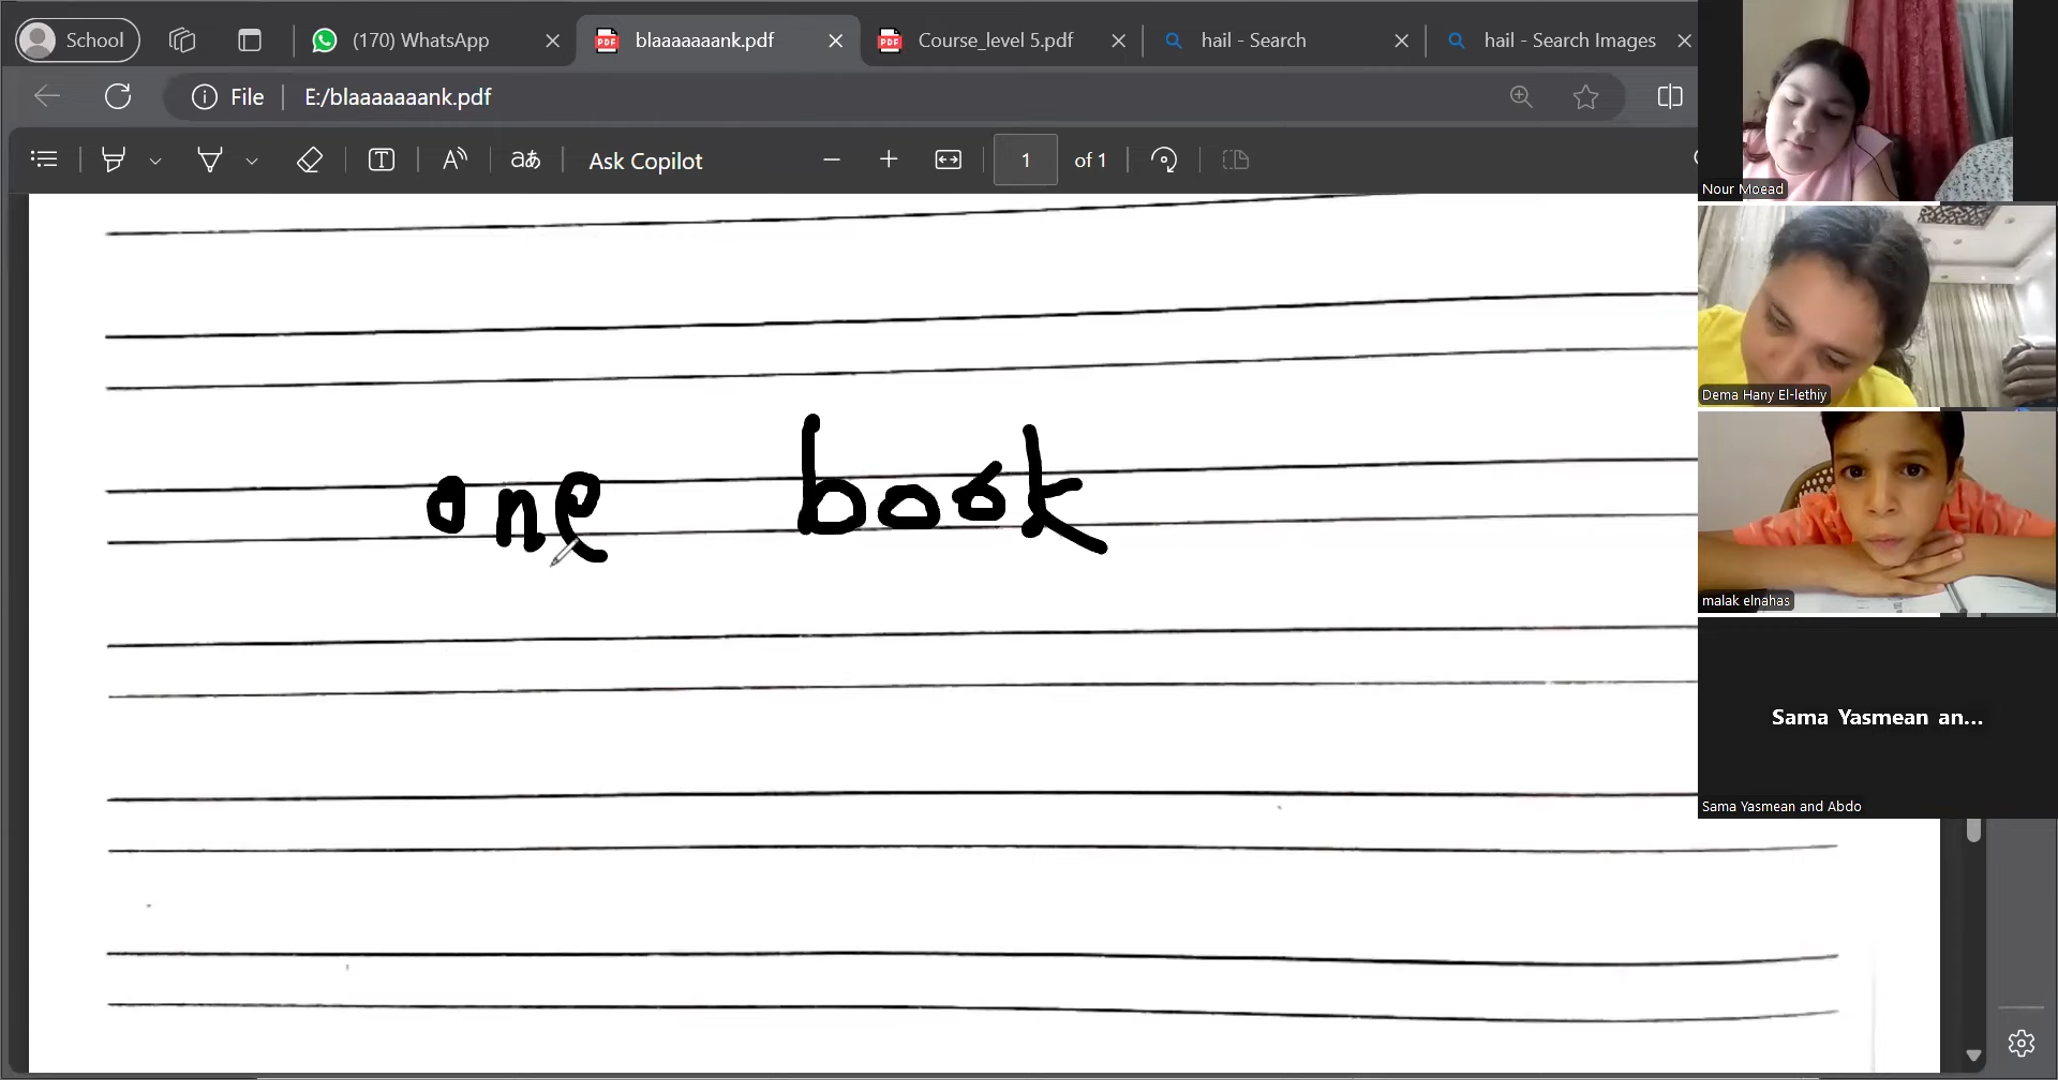 School (170) WhatsApp blaaaaaaank.pdf Course_level 5.pdf hail - Search hail - Search Images
File E:/blaaaaaaank.pdf
aあ Ask Copilot 1 of 1
Nour Moead
Dema Hany El-lethiy
one book
malak elnahas
Sama Yasmean an...
Sama Yasmean and Abdo